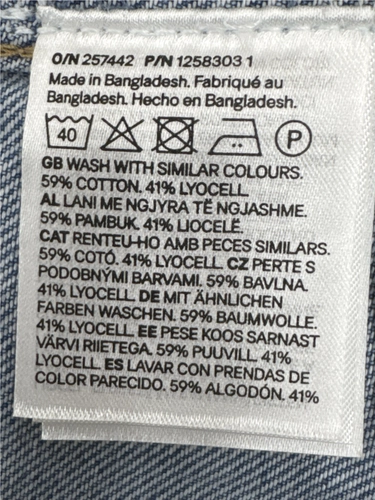 O/N 257442 P/N 1258303 1
Made in Bangladesh. Fabriqué au
Bangladesh. Hecho en Bangladesh.
40 P
GB WASH WITH SIMILAR COLOURS.
59% COTTON. 41% LYOCELL.
AL LANI ME NGJYRA TË NGJASHME.
59% PAMBUK. 41% LIOCELË.
CAT RENTEU-HO AMB PECES SIMILARS.
59% COTÓ. 41% LYOCELL. CZ PERTE S
PODOBNÝMI BARVAMI. 59% BAVLNA.
41% LYOCELL. DE MIT ÄHNLICHEN
FARBEN WASCHEN. 59% BAUMWOLLE.
41% LYOCELL. EE PESE KOOS SARNAST
VÄRVI RIIETEGA. 59% PUUVILL. 41%
LYOCELL. ES LAVAR CON PRENDAS DE
COLOR PARECIDO. 59% ALGODÓN. 41%